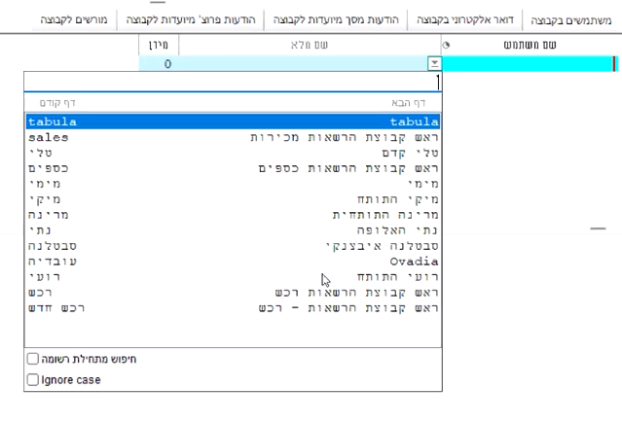 משתמשים בקבוצה דואר אלקטרוני בקבוצה הודעות מסך מיועדות לקבוצה הודעות פרוצ' מיועדות לקבוצה מורשים לקבוצה
שם משתמש שם מלא מיון
0
1
דף הבא דף קודם
tabula tabula
ראש קבוצת הרשאות מכירות sales
טלי קדם טלי
ראש קבוצת הרשאות כספים כספים
מימי מימי
מיקי התותח מיקי
מרינה התותחית מרינה
נתי האלופה נתי
סבטלנה איבצנקי סבטלנה
Ovadia עובדיה
רועי התותח רועי
ראש קבוצת הרשאות רכש רכש
ראש קבוצת הרשאות - רכש רכש חדש
חיפוש מתחילת רשומה
Ignore case